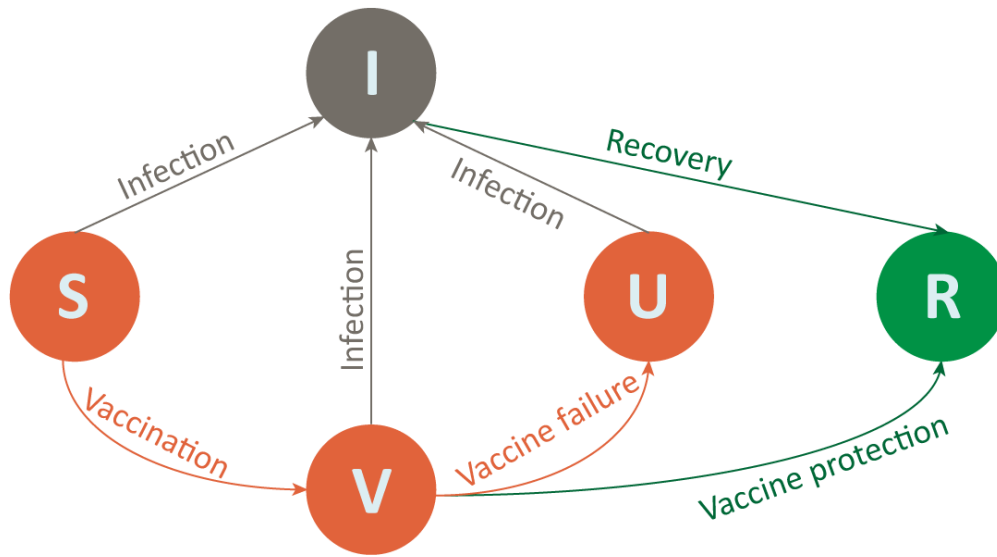 I
Infection
Recovery
Infection
Infection
S
U
R
Vaccination
Vaccine failure
Vaccine protection
V